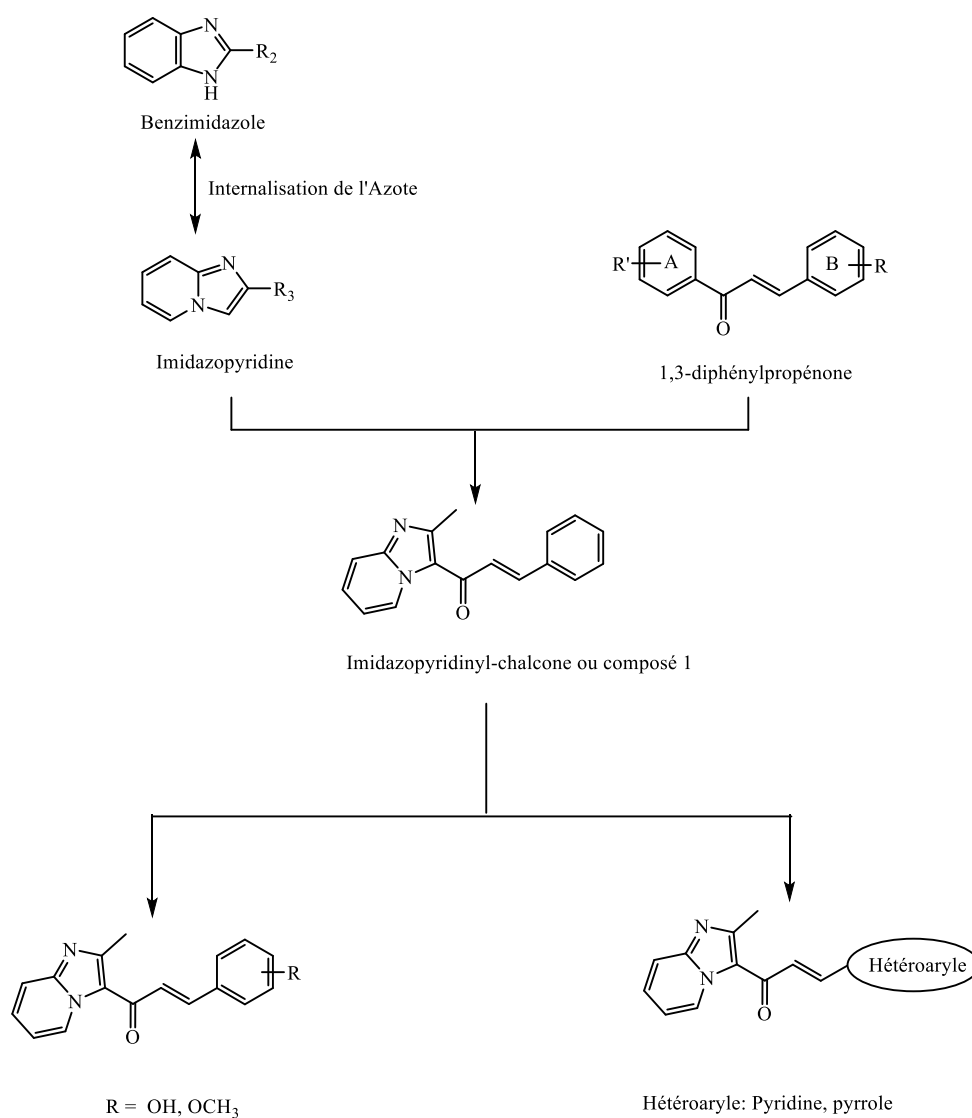 N
R2
N
H
Benzimidazole
Internalisation de l'Azote
N
R3
N
Imidazopyridine
R'
A
B
R
O
1,3-diphénylpropénone
N
N
O
Imidazopyridinyl-chalcone ou composé 1
N
N
R
O
R = OH, OCH3
N
N
O
Hétéroaryle
Hétéroaryle: Pyridine, pyrrole